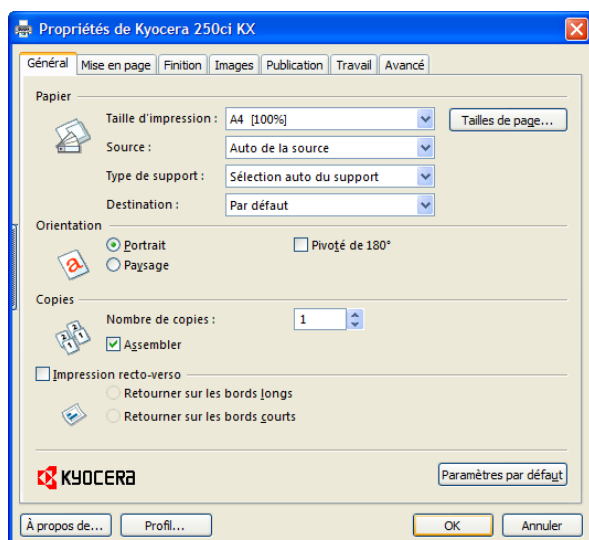 Propriétés de Kyocera 250ci KX
Général Mise en page Finition Images Publication Travail Avancé
Papier
Taille d'impression : A4 [100%] Tailles de page...
Source : Auto de la source
Type de support : Sélection auto du support
Destination : Par défaut
Orientation
Portrait Pivoté de 180°
Paysage
Copies
Nombre de copies : 1
Assembler
Impression recto-verso
Retourner sur les bords longs
Retourner sur les bords courts
KYOCERA
Paramètres par défaut
À propos de... Profil... OK Annuler